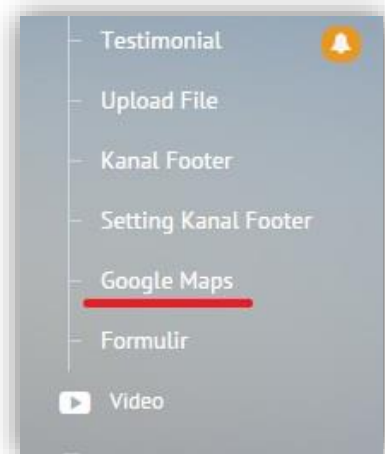 Testimonial
Upload File
Kanal Footer
Setting Kanal Footer
Google Maps
Formulir
Video